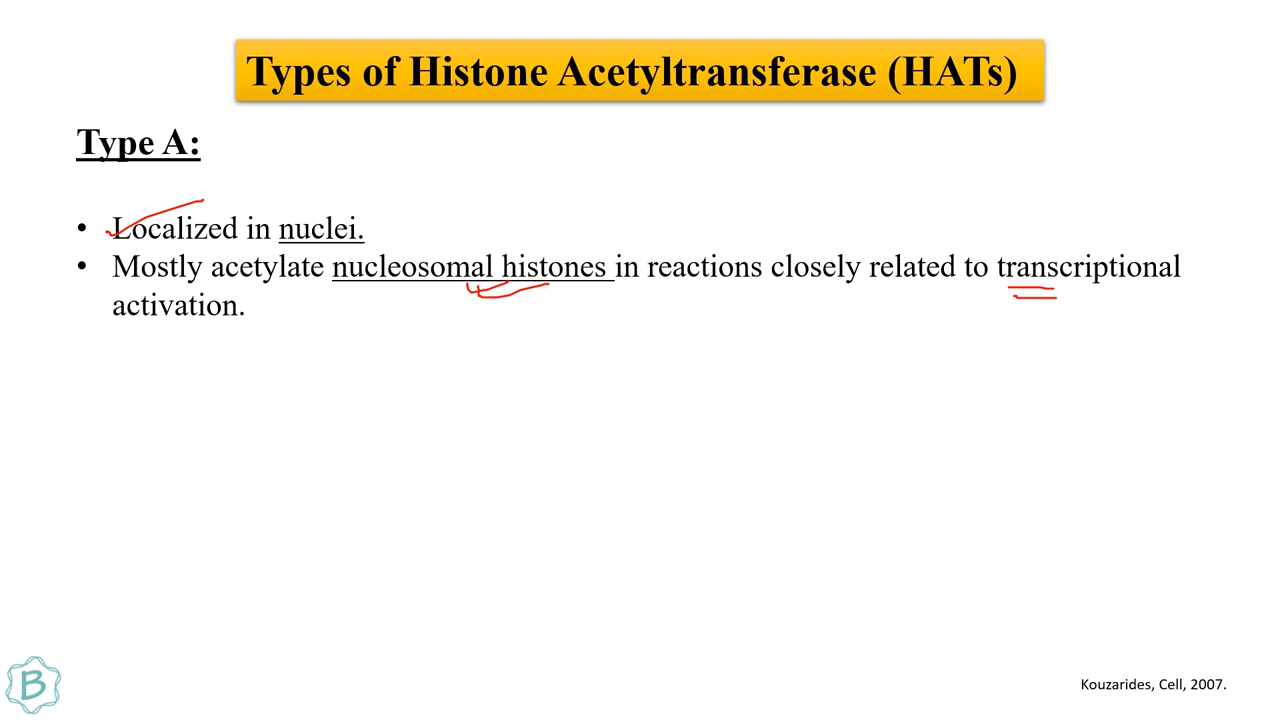 Types of Histone Acetyltransferase (HATs)
Type A:
• Localized in nuclei.
• Mostly acetylate nucleosomal histones in reactions closely related to transcriptional
activation.
B
Kouzarides, Cell, 2007.